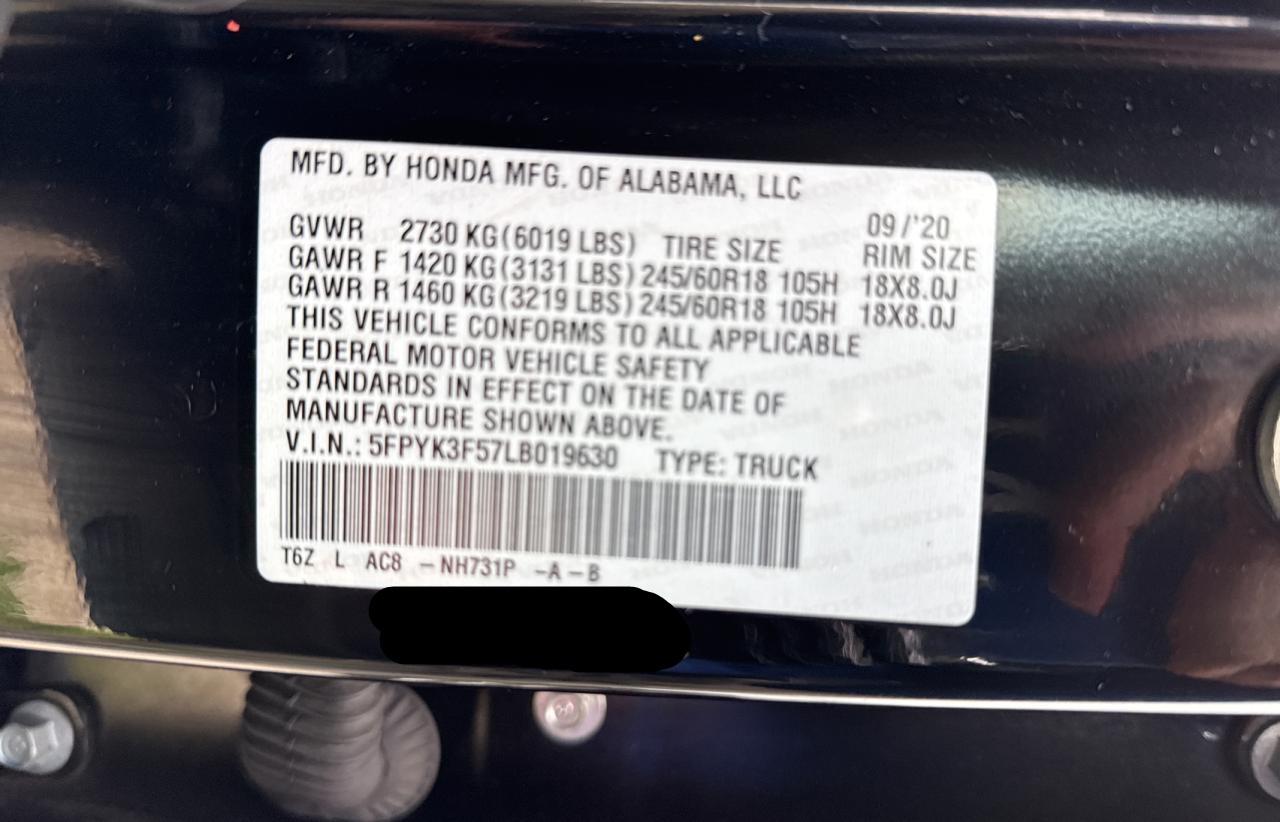 MFD. BY HONDA MFG. OF ALABAMA, LLC
09/'20
GVWR 2730 KG(6019 LBS) TIRE SIZE RIM SIZE
GAWR F 1420 KG(3131 LBS) 245/60R18 105H 18X8.0J
GAWR R 1460 KG(3219 LBS) 245/60R18 105H 18X8.0J
THIS VEHICLE CONFORMS TO ALL APPLICABLE
FEDERAL MOTOR VEHICLE SAFETY
STANDARDS IN EFFECT ON THE DATE OF
MANUFACTURE SHOWN ABOVE.
V.I.N.: 5FPYK3F57LB019630 TYPE: TRUCK
T6Z L AC8 -NH731P -A-B